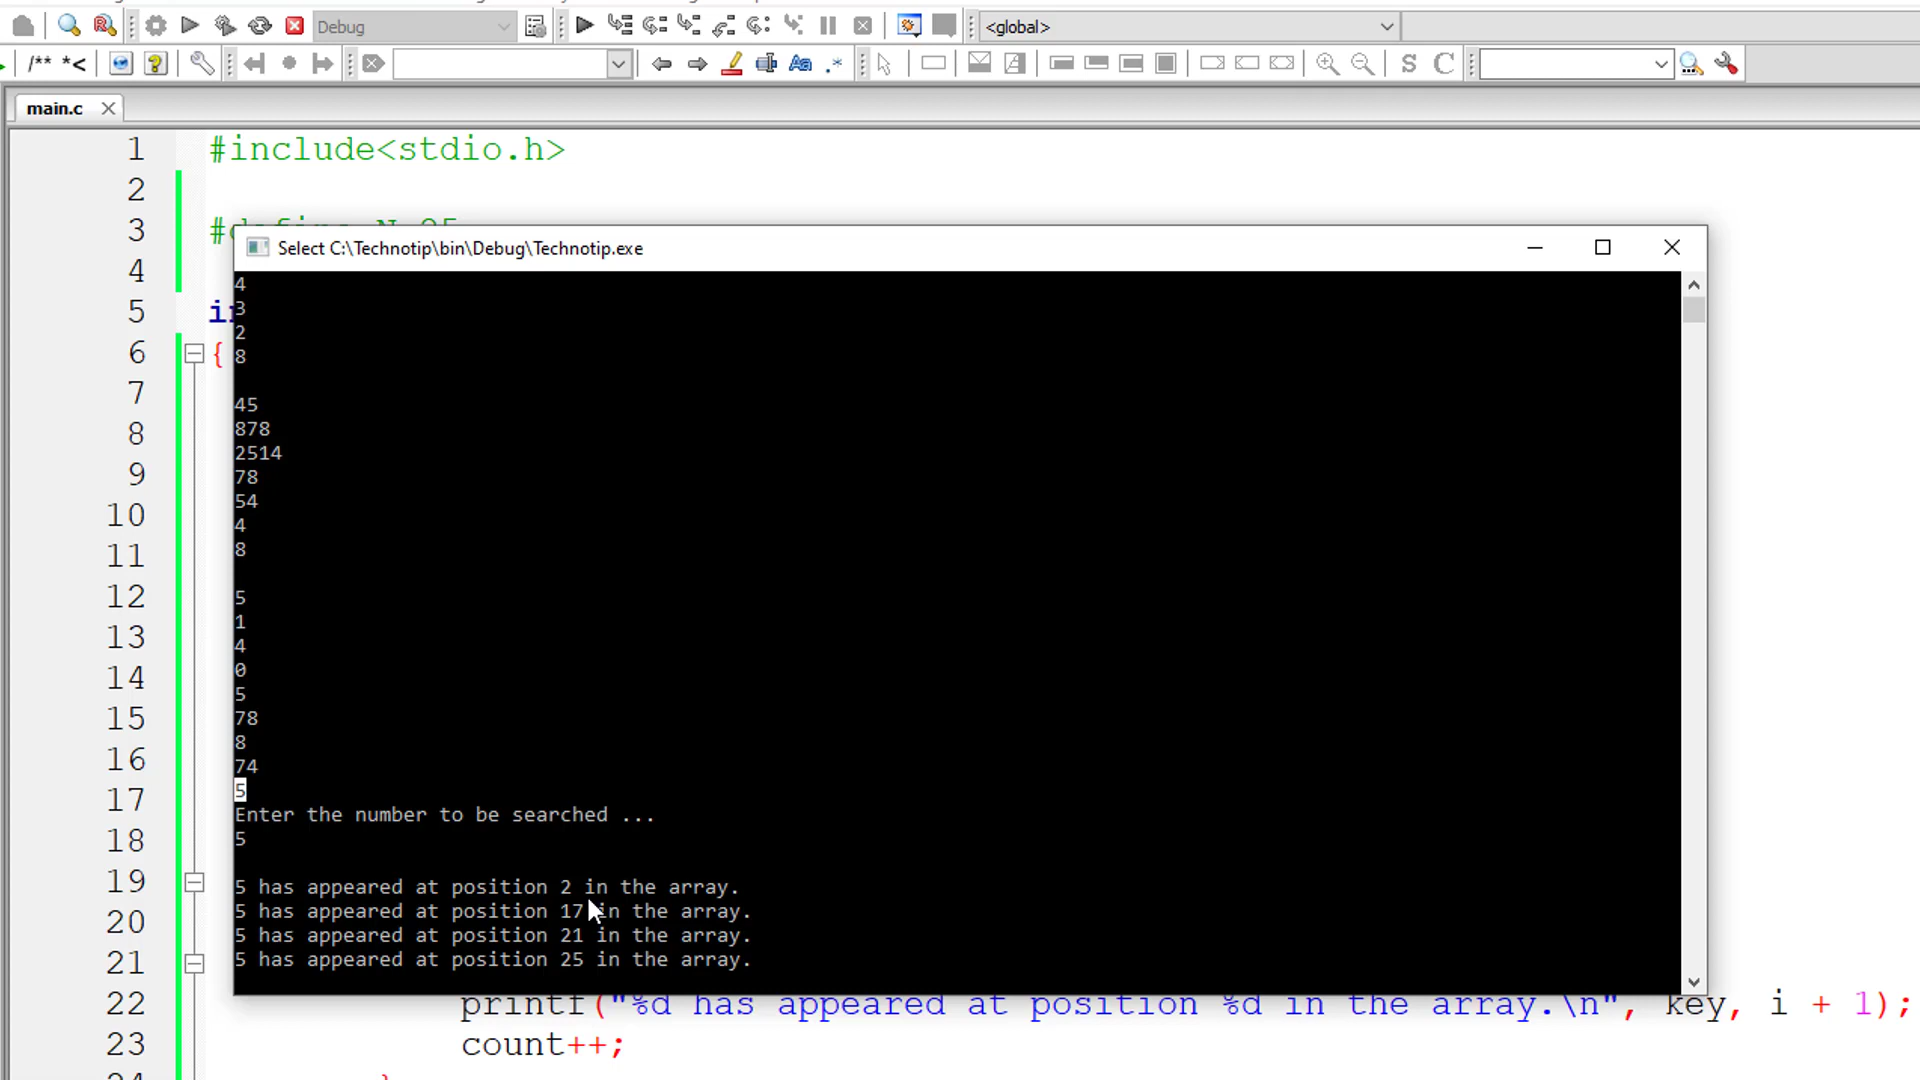 Debug
<global>
/** *<
Aa
.*
S
C
main.c
1 #include<stdio.h>
2
3
4
5
6 {
7
8
9
10
11
12
13
14
15
16
17
18
19
20
21
22 printf("%d has appeared at position %d in the array.\n", key, i + 1);
23 count++;
24 }
Select C:\Technotip\bin\Debug\Technotip.exe
4
3
2
8
45
878
2514
78
54
4
8
5
1
4
0
5
78
8
74
5
Enter the number to be searched ...
5
5 has appeared at position 2 in the array.
5 has appeared at position 17 in the array.
5 has appeared at position 21 in the array.
5 has appeared at position 25 in the array.